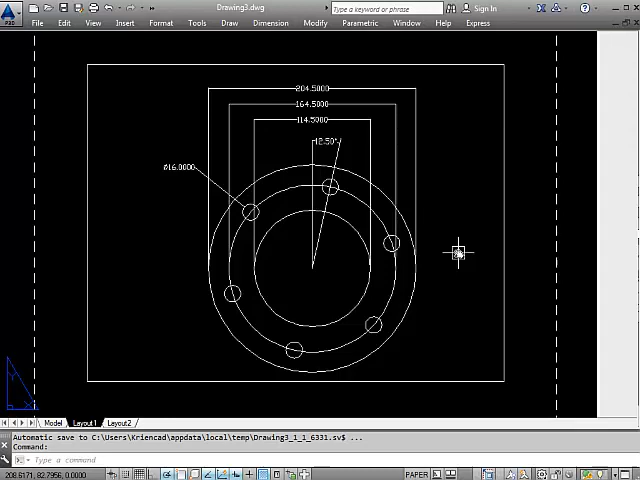 Drawing3.dwg
Type a keyword or phrase
Sign In
P3D
File Edit View Insert Format Tools Draw Dimension Modify Parametric Window Help Express
204.5000
164.5000
114.5000
12.50°
Ø16.0000
Model Layout1 Layout2
Automatic save to C:\Users\Kriencad\appdata\local\temp\Drawing3_1_1_6331.sv$ ...
Command:
Type a command
208.6171, 82.7956, 0.0000
PAPER